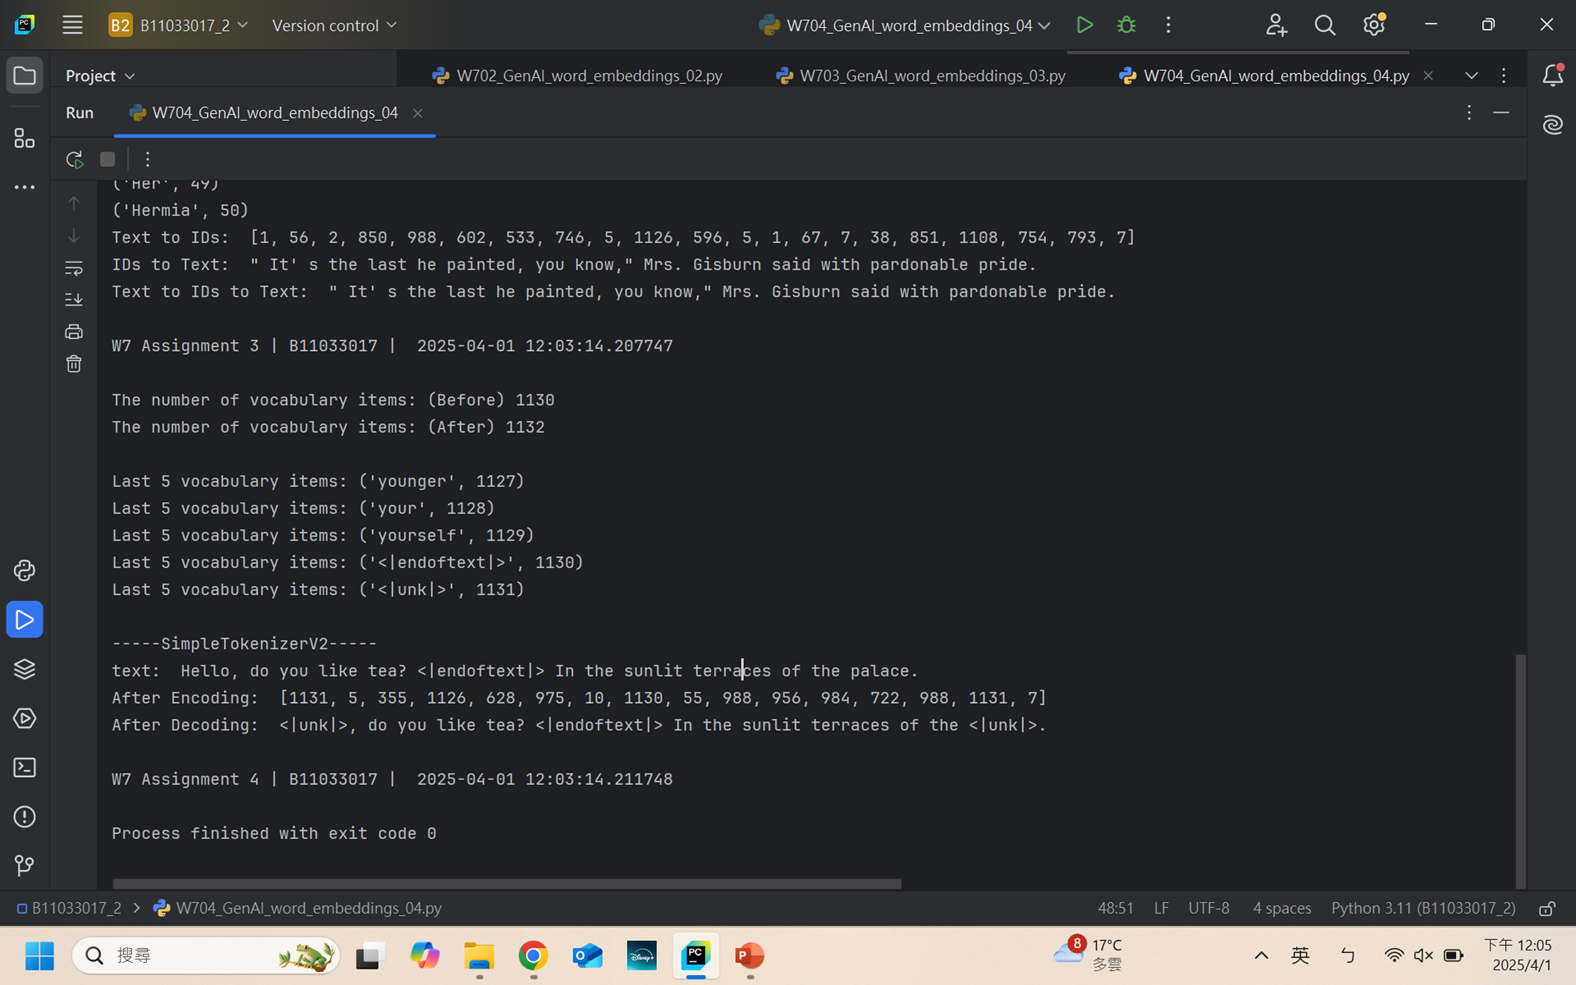 PC B2 B11033017_2 Version control W704_GenAI_word_embeddings_04
Project W702_GenAI_word_embeddings_02.py W703_GenAI_word_embeddings_03.py W704_GenAI_word_embeddings_04.py
Run W704_GenAI_word_embeddings_04
('Her', 49)
('Hermia', 50)
Text to IDs:  [1, 56, 2, 850, 988, 602, 533, 746, 5, 1126, 596, 5, 1, 67, 7, 38, 851, 1108, 754, 793, 7]
IDs to Text:  " It' s the last he painted, you know," Mrs. Gisburn said with pardonable pride.
Text to IDs to Text:  " It' s the last he painted, you know," Mrs. Gisburn said with pardonable pride.
W7 Assignment 3 | B11033017 |  2025-04-01 12:03:14.207747
The number of vocabulary items: (Before) 1130
The number of vocabulary items: (After) 1132
Last 5 vocabulary items: ('younger', 1127)
Last 5 vocabulary items: ('your', 1128)
Last 5 vocabulary items: ('yourself', 1129)
Last 5 vocabulary items: ('<|endoftext|>', 1130)
Last 5 vocabulary items: ('<|unk|>', 1131)
-----SimpleTokenizerV2-----
text:  Hello, do you like tea? <|endoftext|> In the sunlit terraces of the palace.
After Encoding:  [1131, 5, 355, 1126, 628, 975, 10, 1130, 55, 988, 956, 984, 722, 988, 1131, 7]
After Decoding:  <|unk|>, do you like tea? <|endoftext|> In the sunlit terraces of the <|unk|>.
W7 Assignment 4 | B11033017 |  2025-04-01 12:03:14.211748
Process finished with exit code 0
B11033017_2 > W704_GenAI_word_embeddings_04.py 48:51 LF UTF-8 4 spaces Python 3.11 (B11033017_2)
搜尋 Disney+ PC P 8 17°C 英 ㄅ 下午 12:05
多雲 2025/4/1